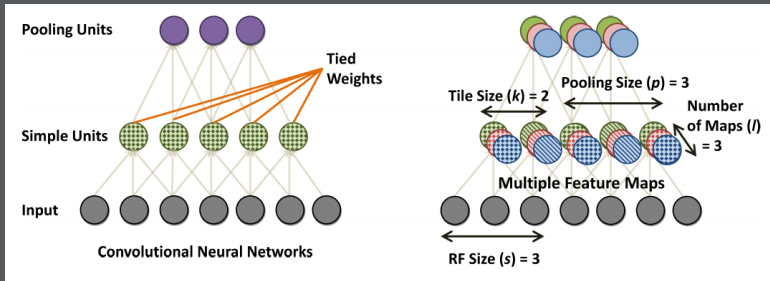 Pooling Units
Tied
Weights
Simple Units
Input
Convolutional Neural Networks
Pooling Size (p) = 3
Tile Size (k) = 2
Number
of Maps (l)
= 3
Multiple Feature Maps
RF Size (s) = 3